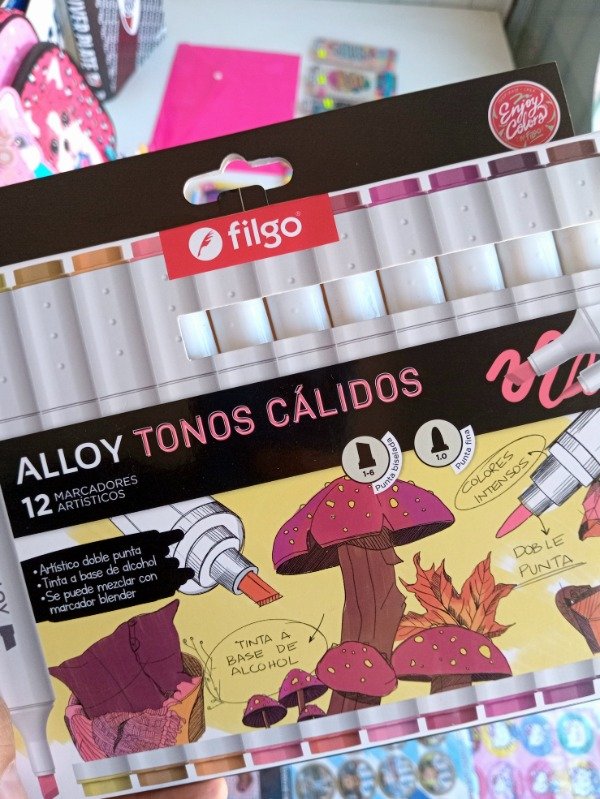 Enjoy
Colors
filgo
ALLOY TONOS CÁLIDOS
12 MARCADORES
ARTÍSTICOS
1-6
Punta biselada
1.0
Punta fina
COLORES
INTENSOS
DOBLE
PUNTA
•Artístico doble punta
•Tinta a base de alcohol
•Se puede mezclar con
marcador blender
TINTA A
BASE DE
ALCOHOL